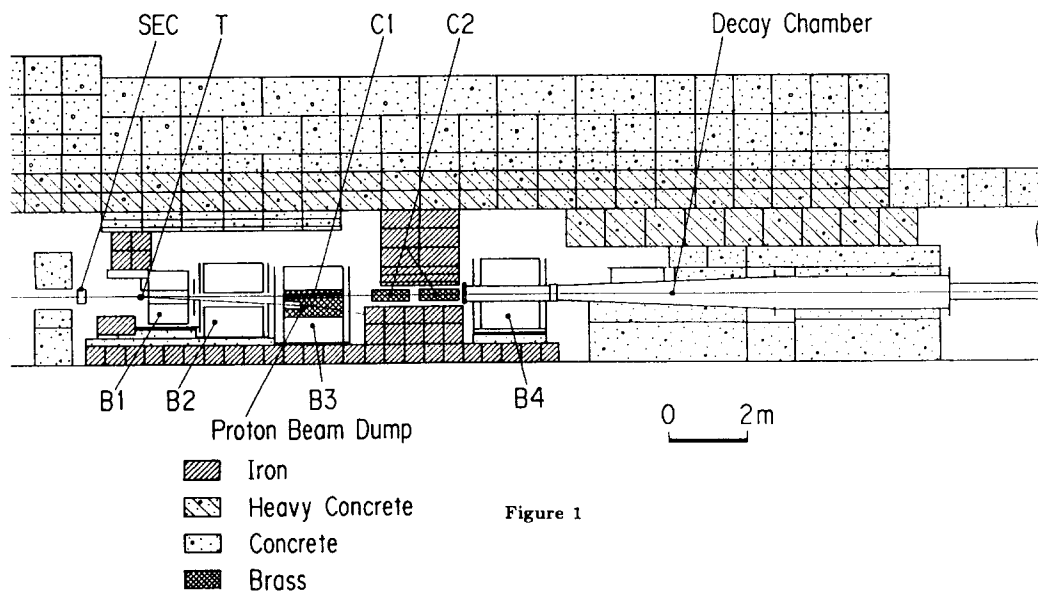 SEC T C1 C2 Decay Chamber
B1 B2 B3 B4 0 2m
Proton Beam Dump
Iron
Heavy Concrete
Figure 1
Concrete
Brass